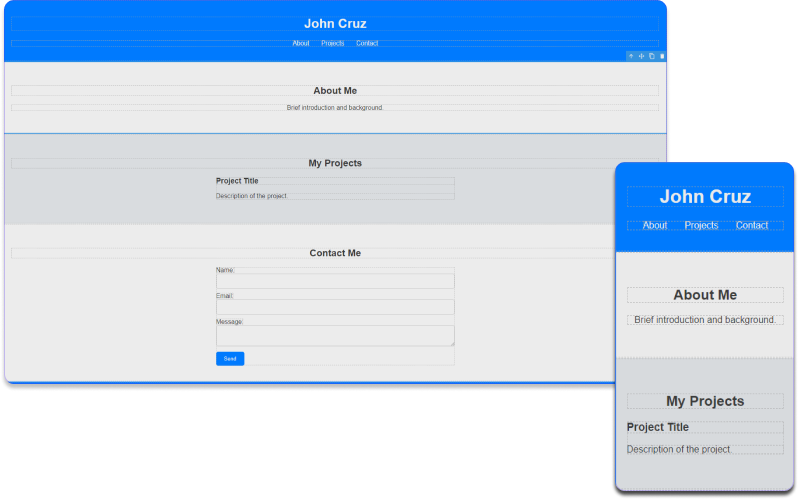 John Cruz
About Projects Contact
About Me
Brief introduction and background.
My Projects
Project Title
Description of the project.
Contact Me
Name:
Email:
Message:
Send
John Cruz
About Projects Contact
About Me
Brief introduction and background.
My Projects
Project Title
Description of the project.